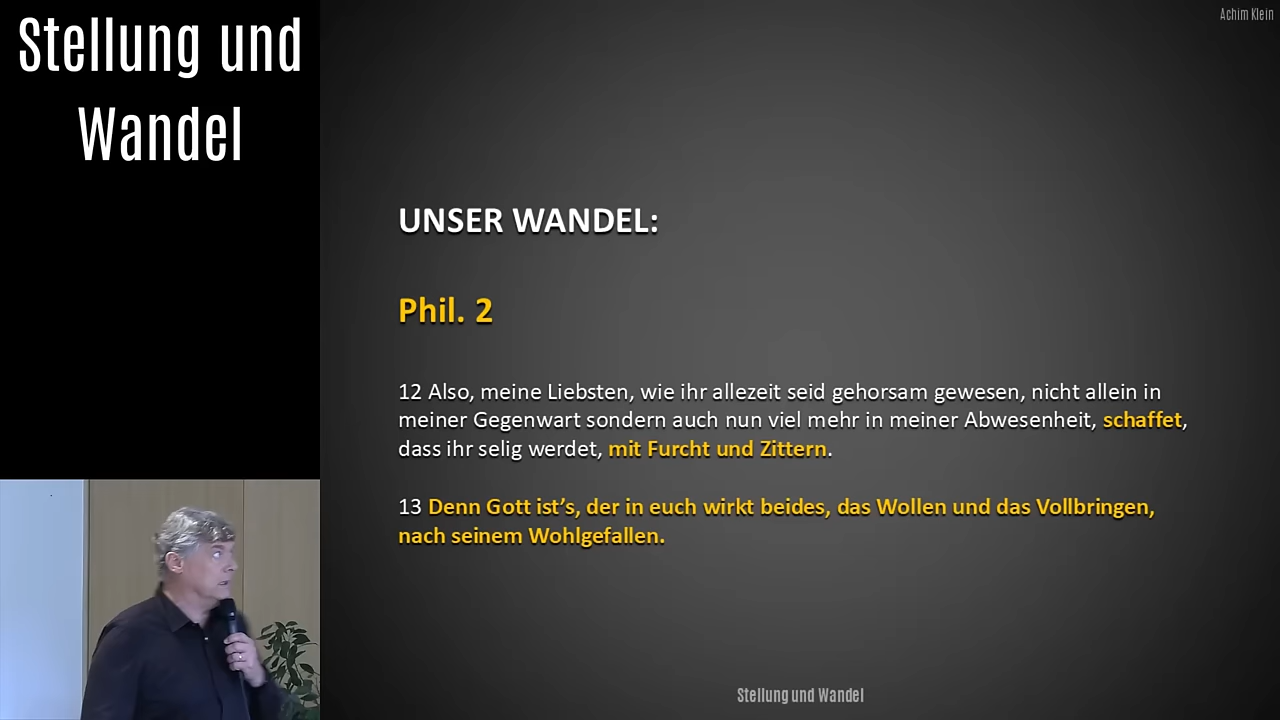 Stellung und
Wandel
Achim Klein
UNSER WANDEL:
Phil. 2
12 Also, meine Liebsten, wie ihr allezeit seid gehorsam gewesen, nicht allein in
meiner Gegenwart sondern auch nun viel mehr in meiner Abwesenheit, schaffet,
dass ihr selig werdet, mit Furcht und Zittern.
13 Denn Gott ist’s, der in euch wirkt beides, das Wollen und das Vollbringen,
nach seinem Wohlgefallen.
Stellung und Wandel